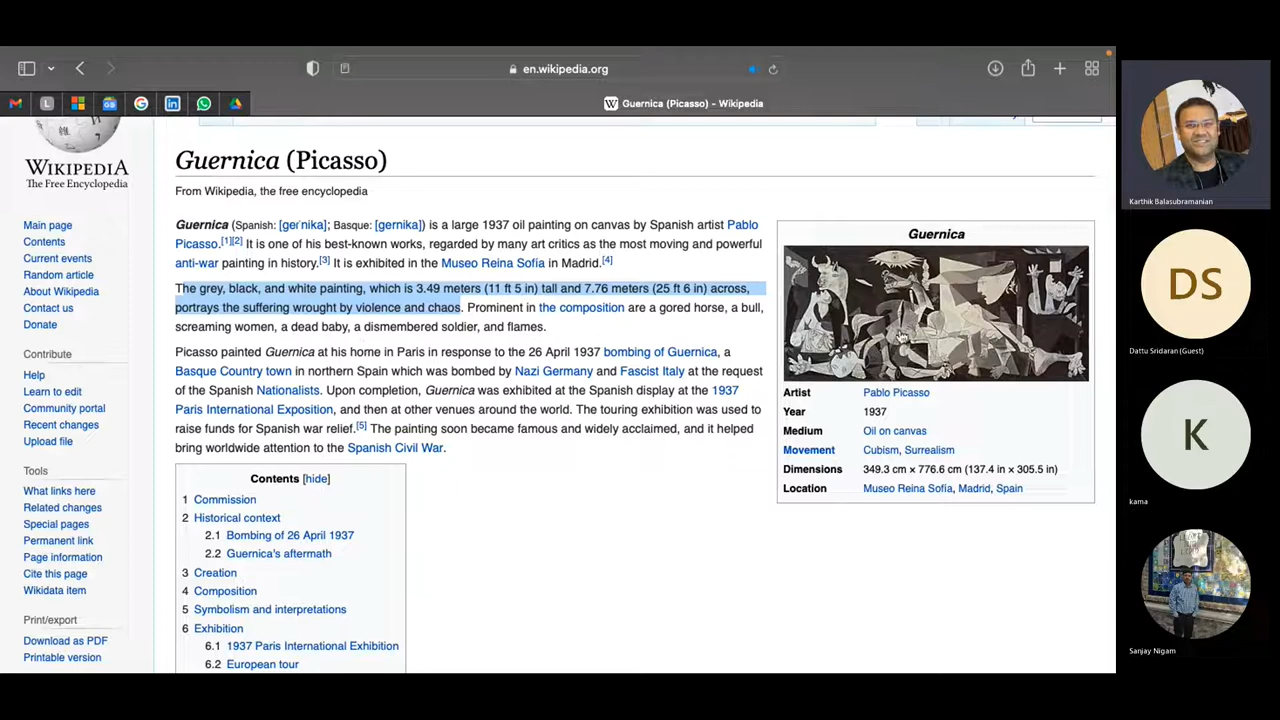 en.wikipedia.org
Guernica (Picasso) - Wikipedia
WIKIPEDIA
The Free Encyclopedia
Main page
Contents
Current events
Random article
About Wikipedia
Contact us
Donate
Contribute
Help
Learn to edit
Community portal
Recent changes
Upload file
Tools
What links here
Related changes
Special pages
Permanent link
Page information
Cite this page
Wikidata item
Print/export
Download as PDF
Printable version
Guernica (Picasso)
From Wikipedia, the free encyclopedia
Guernica (Spanish: [ɡeɾˈnika]; Basque: [ɡernika]) is a large 1937 oil painting on canvas by Spanish artist Pablo
Picasso.[1][2] It is one of his best-known works, regarded by many art critics as the most moving and powerful
anti-war painting in history.[3] It is exhibited in the Museo Reina Sofía in Madrid.[4]
The grey, black, and white painting, which is 3.49 meters (11 ft 5 in) tall and 7.76 meters (25 ft 6 in) across,
portrays the suffering wrought by violence and chaos. Prominent in the composition are a gored horse, a bull,
screaming women, a dead baby, a dismembered soldier, and flames.
Picasso painted Guernica at his home in Paris in response to the 26 April 1937 bombing of Guernica, a
Basque Country town in northern Spain which was bombed by Nazi Germany and Fascist Italy at the request
of the Spanish Nationalists. Upon completion, Guernica was exhibited at the Spanish display at the 1937
Paris International Exposition, and then at other venues around the world. The touring exhibition was used to
raise funds for Spanish war relief.[5] The painting soon became famous and widely acclaimed, and it helped
bring worldwide attention to the Spanish Civil War.
Contents [hide]
1 Commission
2 Historical context
2.1 Bombing of 26 April 1937
2.2 Guernica's aftermath
3 Creation
4 Composition
5 Symbolism and interpretations
6 Exhibition
6.1 1937 Paris International Exhibition
6.2 European tour
Guernica
Artist Pablo Picasso
Year 1937
Medium Oil on canvas
Movement Cubism, Surrealism
Dimensions 349.3 cm × 776.6 cm (137.4 in × 305.5 in)
Location Museo Reina Sofía, Madrid, Spain
Karthik Balasubramanian
DS
Dattu Sridaran (Guest)
K
kama
Sanjay Nigam